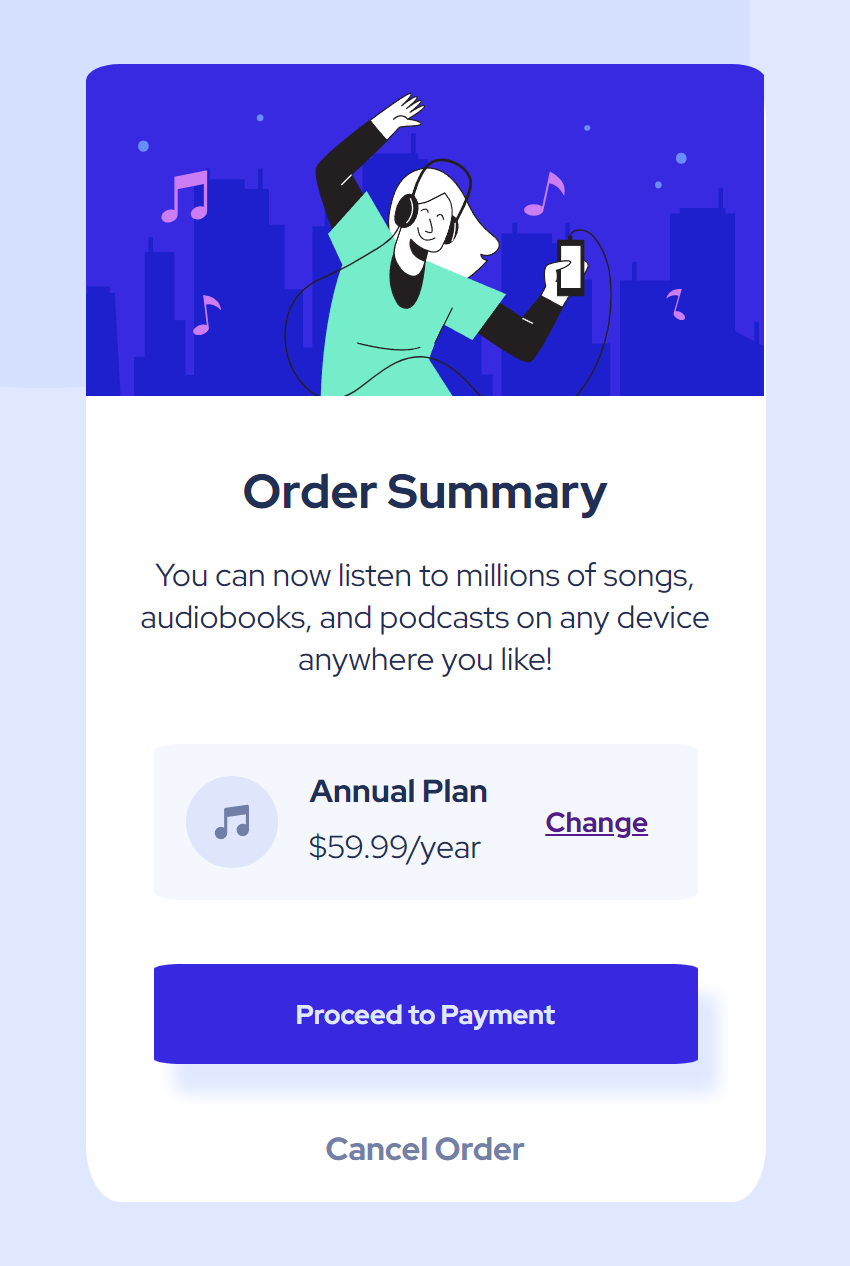 Order Summary
You can now listen to millions of songs,
audiobooks, and podcasts on any device
anywhere you like!
Annual Plan
$59.99/year
Change
Proceed to Payment
Cancel Order